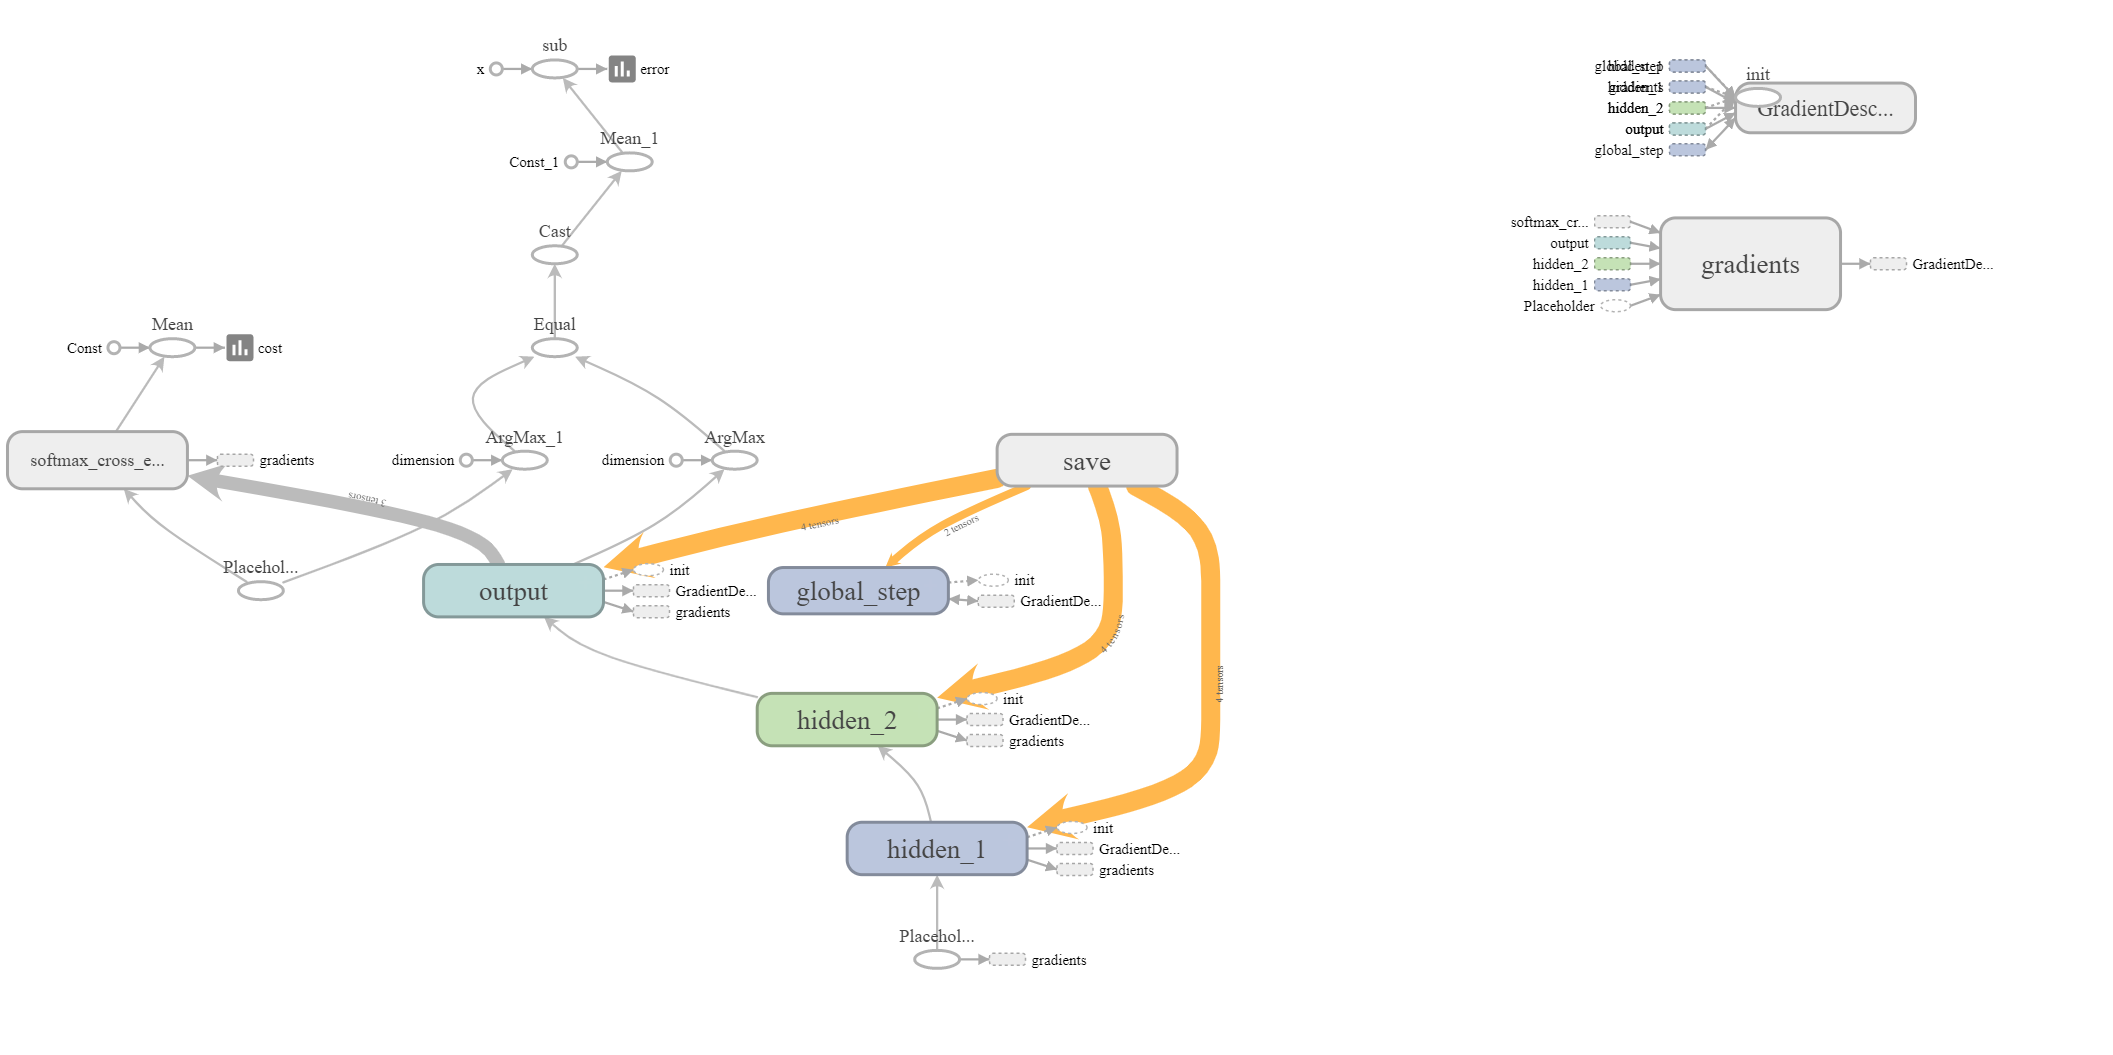 sub
x
error
Mean_1
Const_1
Cast
Mean
Const
cost
Equal
softmax_cross_e...
gradients
ArgMax_1
dimension
ArgMax
dimension
save
3 tensors
4 tensors
2 tensors
4 tensors
4 tensors
Placehol...
output
init
GradientDe...
gradients
global_step
init
GradientDe...
hidden_2
init
GradientDe...
gradients
hidden_1
init
GradientDe...
gradients
Placehol...
gradients
init
GradientDesc...
global_step
hidden_1
gradients
hidden_1
hidden_2
output
global_step
softmax_cr...
output
hidden_2
hidden_1
Placeholder
gradients
GradientDe...